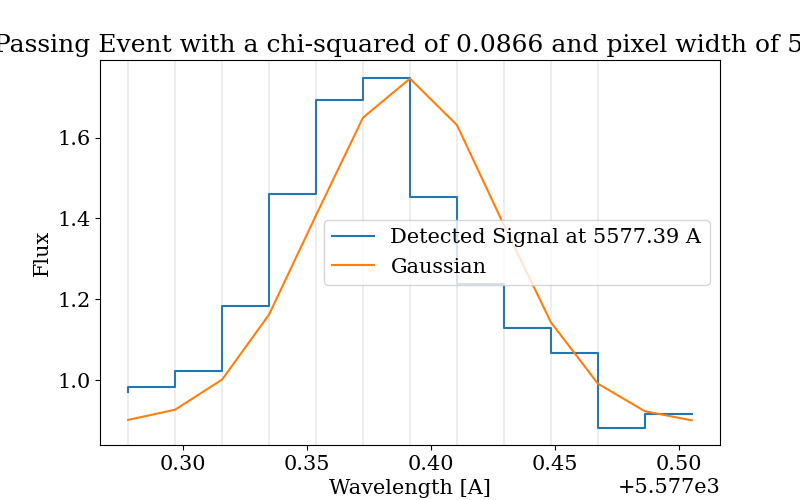 Passing Event with a chi-squared of 0.0866 and pixel width of 5
1.6
1.4
1.2
1.0
Flux
Detected Signal at 5577.39 A
Gaussian
0.30 0.35 0.40 0.45 0.50
Wavelength [A]
+5.577e3